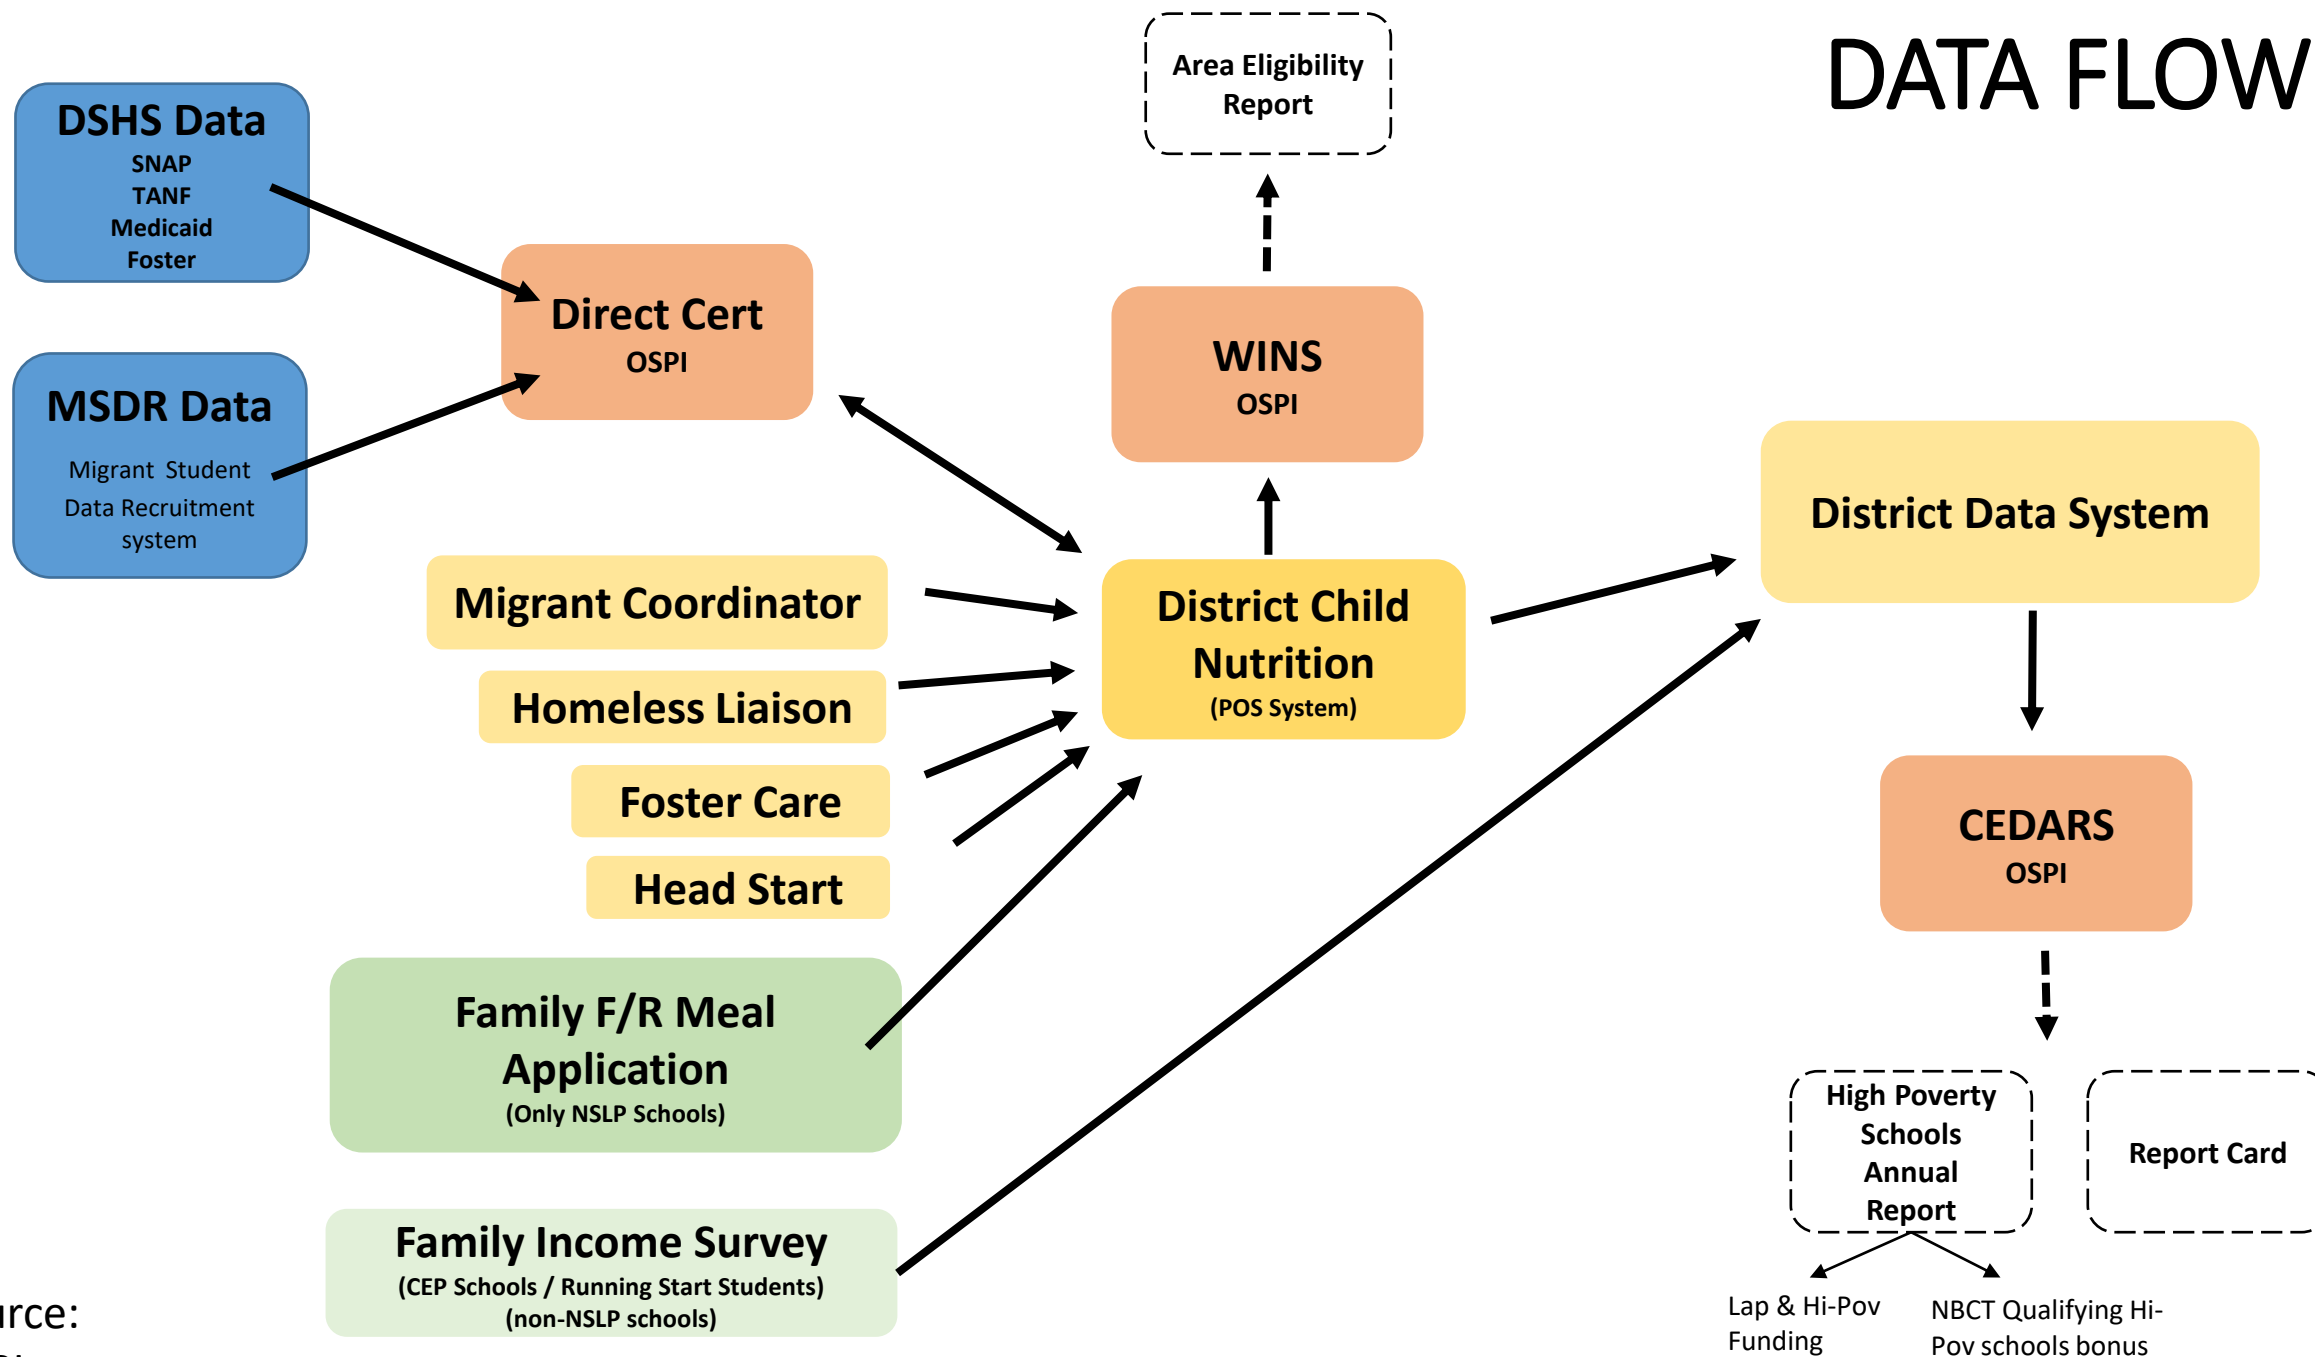 DATA FLOW
Area Eligibility
Report
DSHS Data
SNAP
TANF
Medicaid
Foster
Direct Cert
OSPI
WINS
OSPI
MSDR Data
Migrant  Student
Data Recruitment
system
District Data System
Migrant Coordinator
Homeless Liaison
Foster Care
Head Start
District Child
Nutrition
(POS System)
CEDARS
OSPI
Family F/R Meal
Application
(Only NSLP Schools)
High Poverty
Schools
Annual
Report
Report Card
Family Income Survey
(CEP Schools / Running Start Students)
(non-NSLP schools)
urce:
Lap & Hi-Pov
Funding
NBCT Qualifying Hi-
Pov schools bonus